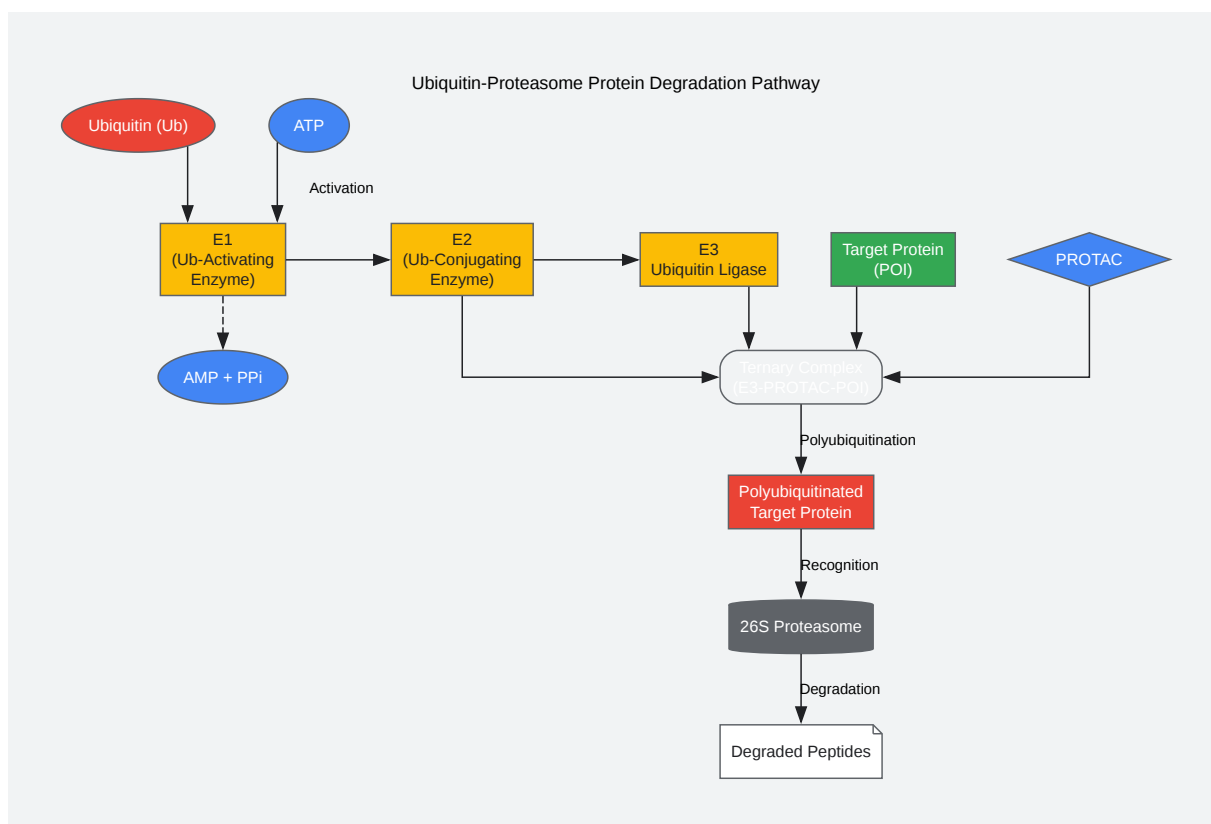 Ubiquitin-Proteasome Protein Degradation Pathway
Ubiquitin (Ub)
ATP
Activation
E1
(Ub-Activating
Enzyme)
E2
(Ub-Conjugating
Enzyme)
E3
Ubiquitin Ligase
Target Protein
(POI)
PROTAC
AMP + PPi
Ternary Complex
(E3-PROTAC-POI)
Polyubiquitination
Polyubiquitinated
Target Protein
Recognition
26S Proteasome
Degradation
Degraded Peptides